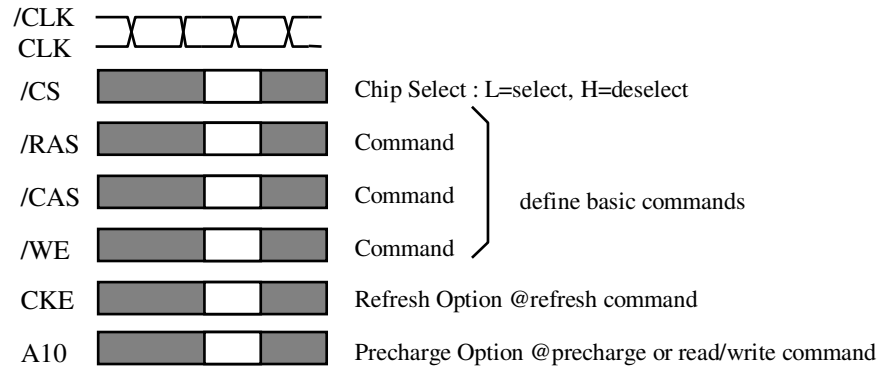 /CLK
CLK
/CS Chip Select : L=select, H=deselect
/RAS Command
/CAS Command define basic commands
/WE Command
CKE Refresh Option @refresh command
A10 Precharge Option @precharge or read/write command